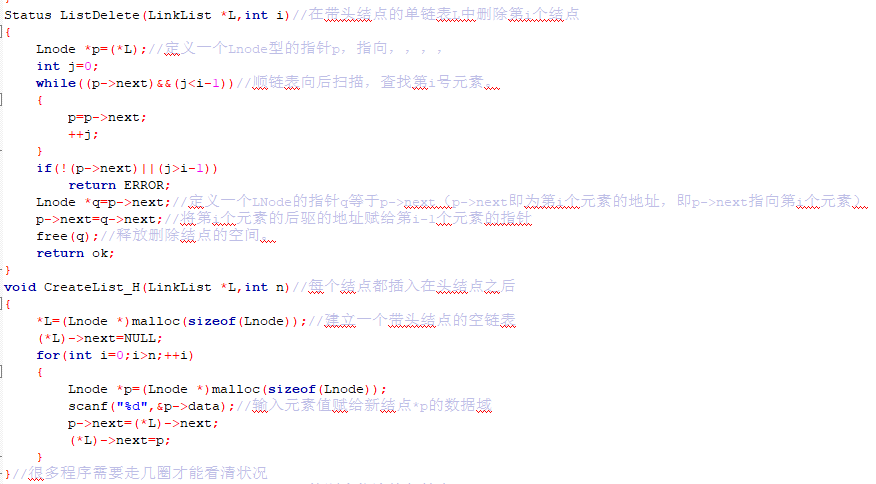 Status ListDelete(LinkList *L,int i)//在带头结点的单链表L中删除第i个结点
{
Lnode *p=(*L);//定义一个Lnode型的指针p，指向，，，，
int j=0;
while((p->next)&&(j<i-1))//顺链表向后扫描，查找第i号元素。
{
p=p->next;
++j;
}
if(!(p->next)||(j>i-1))
return ERROR;
Lnode *q=p->next;//定义一个LNode的指针q等于p->next（p->next即为第i个元素的地址，即p->next指向第i个元素）
p->next=q->next;//将第i个元素的后驱的地址赋给第i-1个元素的指针
free(q);//释放删除结点的空间。
return ok;
}
void CreateList_H(LinkList *L,int n)//每个结点都插入在头结点之后
{
*L=(Lnode *)malloc(sizeof(Lnode));//建立一个带头结点的空链表
(*L)->next=NULL;
for(int i=0;i>n;++i)
{
Lnode *p=(Lnode *)malloc(sizeof(Lnode));
scanf("%d",&p->data);//输入元素值赋给新结点*p的数据域
p->next=(*L)->next;
(*L)->next=p;
}
}//很多程序需要走几圈才能看清状况